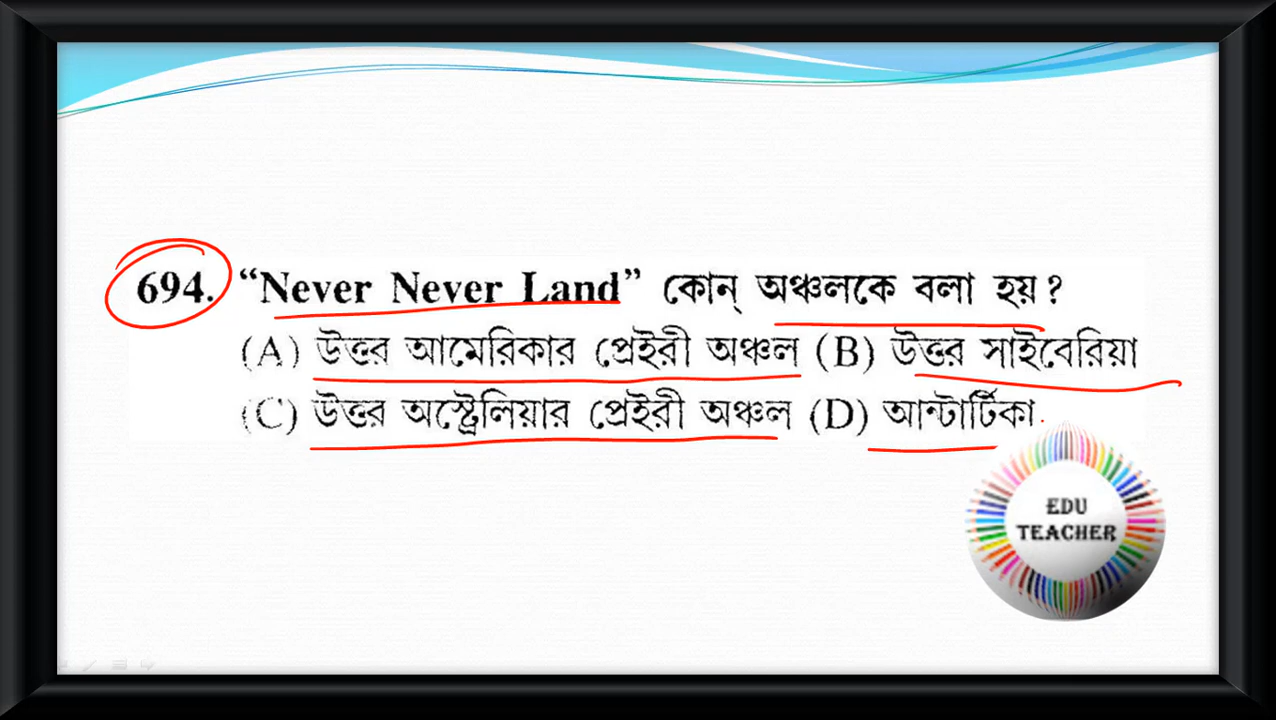 694. “Never Never Land” কোন্ অঞ্চলকে বলা হয়?
(A) উত্তর আমেরিকার প্রেইরী অঞ্চল (B) উত্তর সাইবেরিয়া
(C) উত্তর অস্ট্রেলিয়ার প্রেইরী অঞ্চল (D) আন্টার্টিকা
EDU
TEACHER